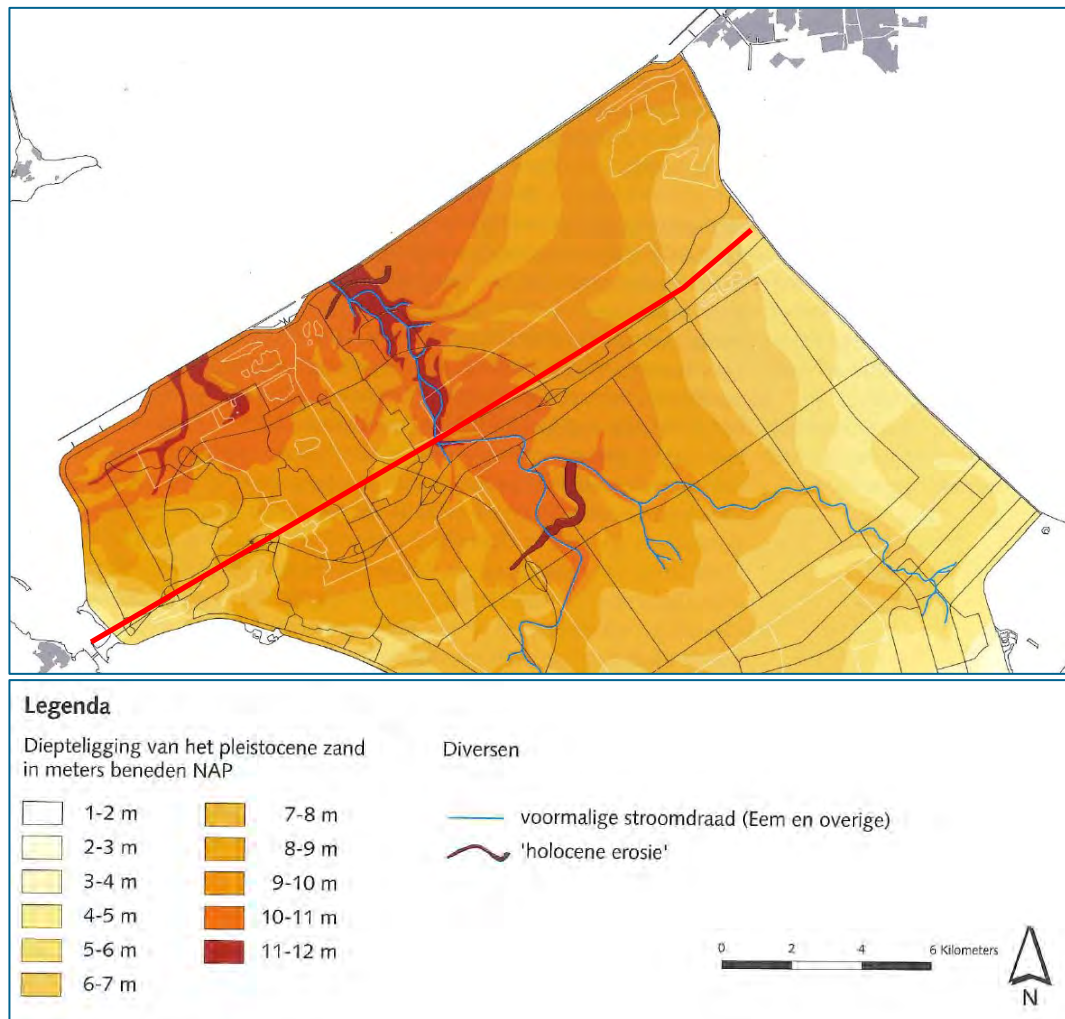 Legenda
Diepteligging van het pleistocene zand
in meters beneden NAP
1-2 m
2-3 m
3-4 m
4-5 m
5-6 m
6-7 m
7-8 m
8-9 m
9-10 m
10-11 m
11-12 m
Diversen
voormalige stroomdraad (Eem en overige)
'holocene erosie'
0 2 4 6 Kilometers
N